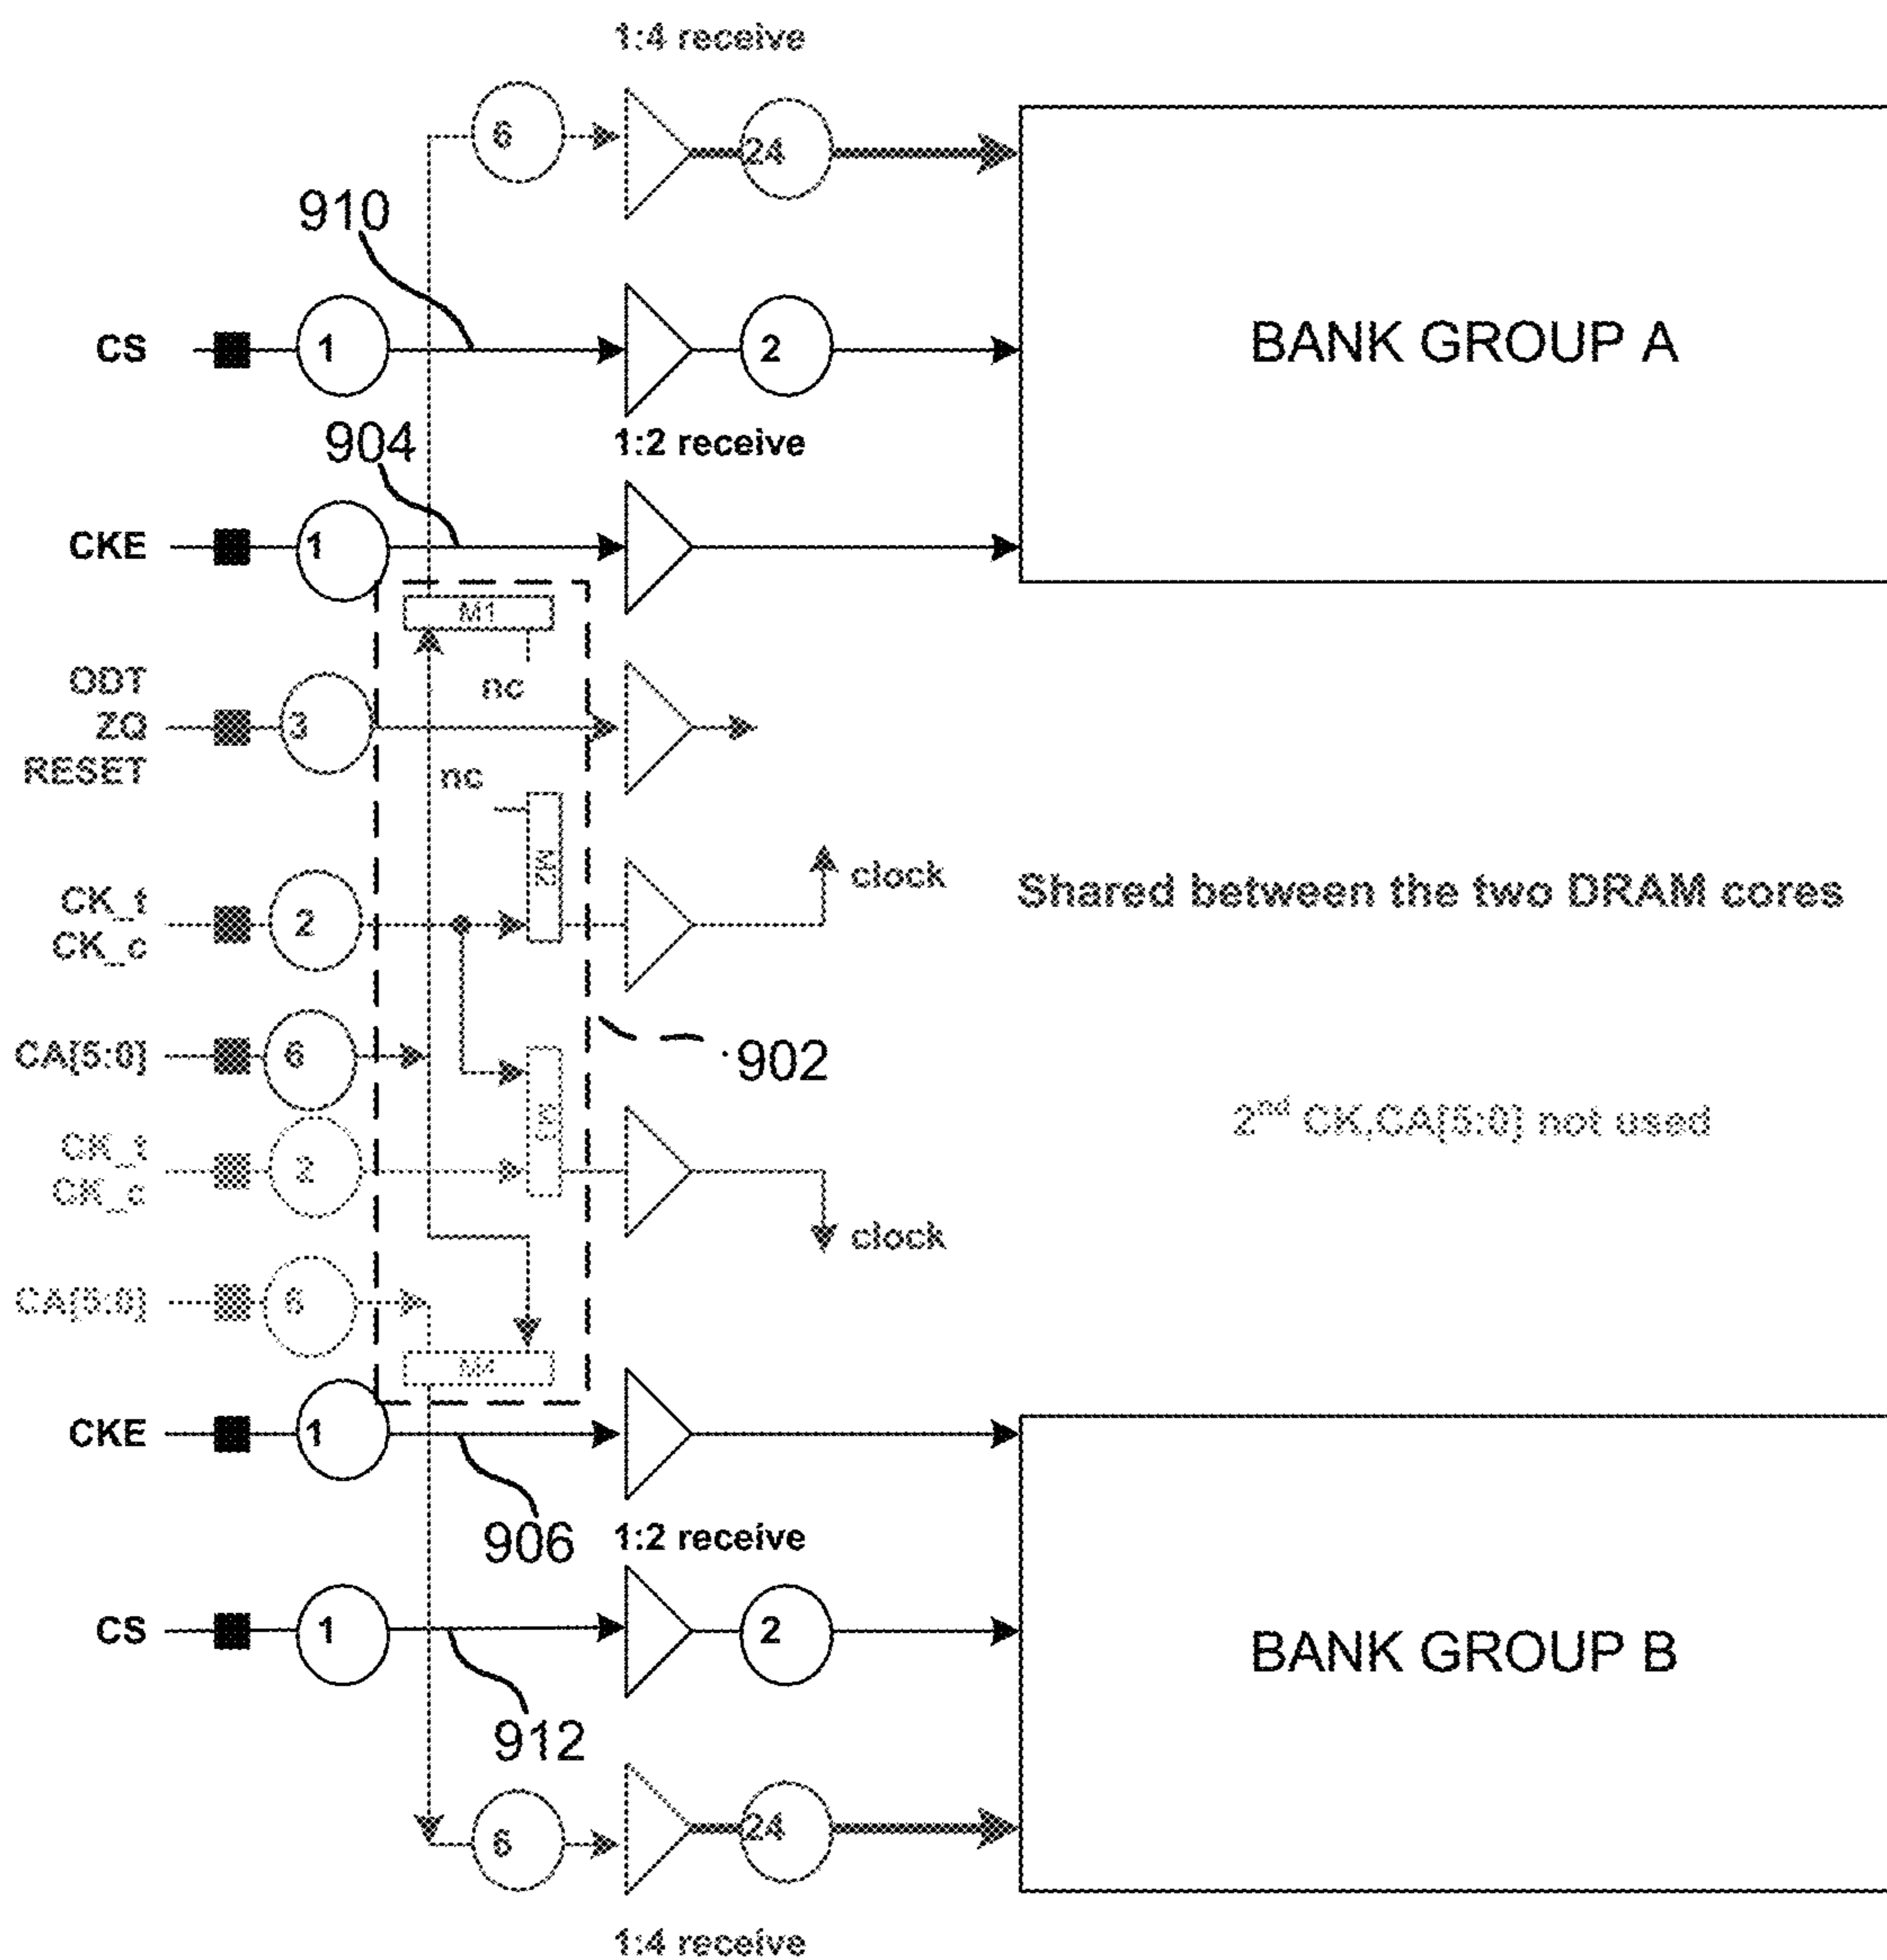 1:4 receive
6
24
910
CS
1
2
BANK GROUP A
904
1:2 receive
CKE
1
M1
ODT
ZQ
RESET
3
nc
nc
M2
CK_t
CK_c
2
clock
Shared between the two DRAM cores
CA[5:0]
6
902
M3
2nd CK,CA[5:0] not used
CK_t
CK_c
2
clock
CA[5:0]
6
M4
CKE
1
906
1:2 receive
CS
1
2
BANK GROUP B
912
6
24
1:4 receive